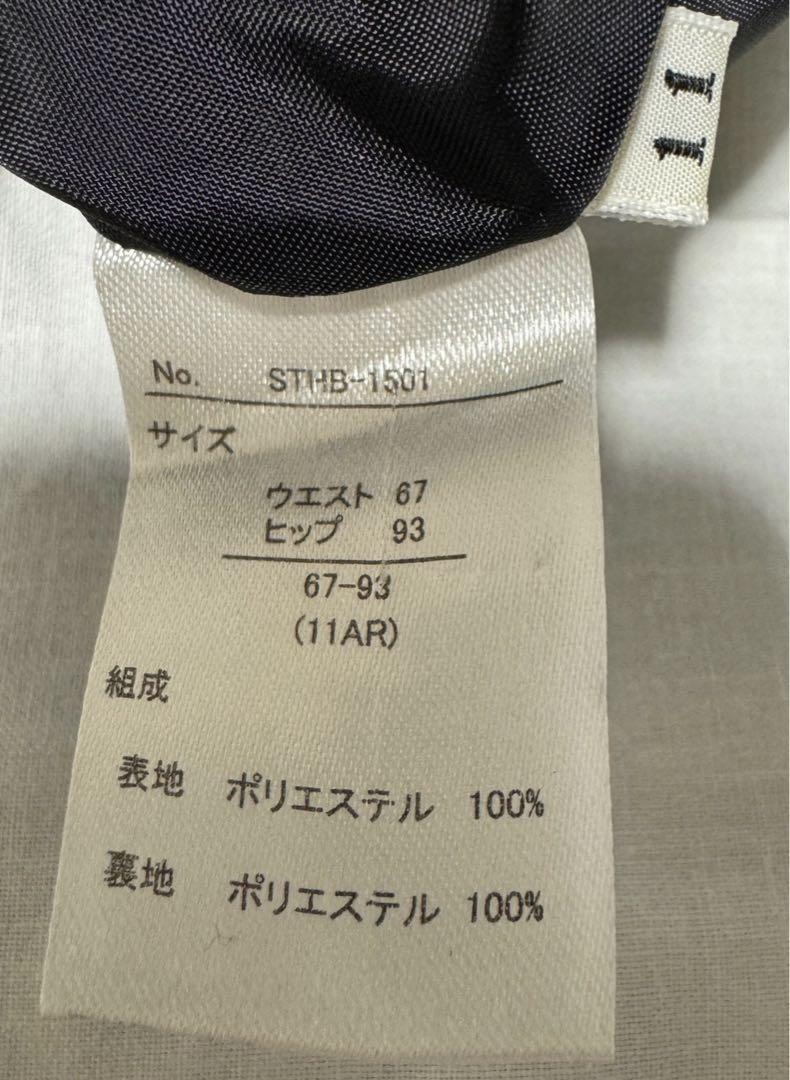 11
No. STHB-1501
サイズ
ウエスト 67
ヒップ 93
67-93
(11AR)
組成
表地 ポリエステル 100%
裏地 ポリエステル 100%